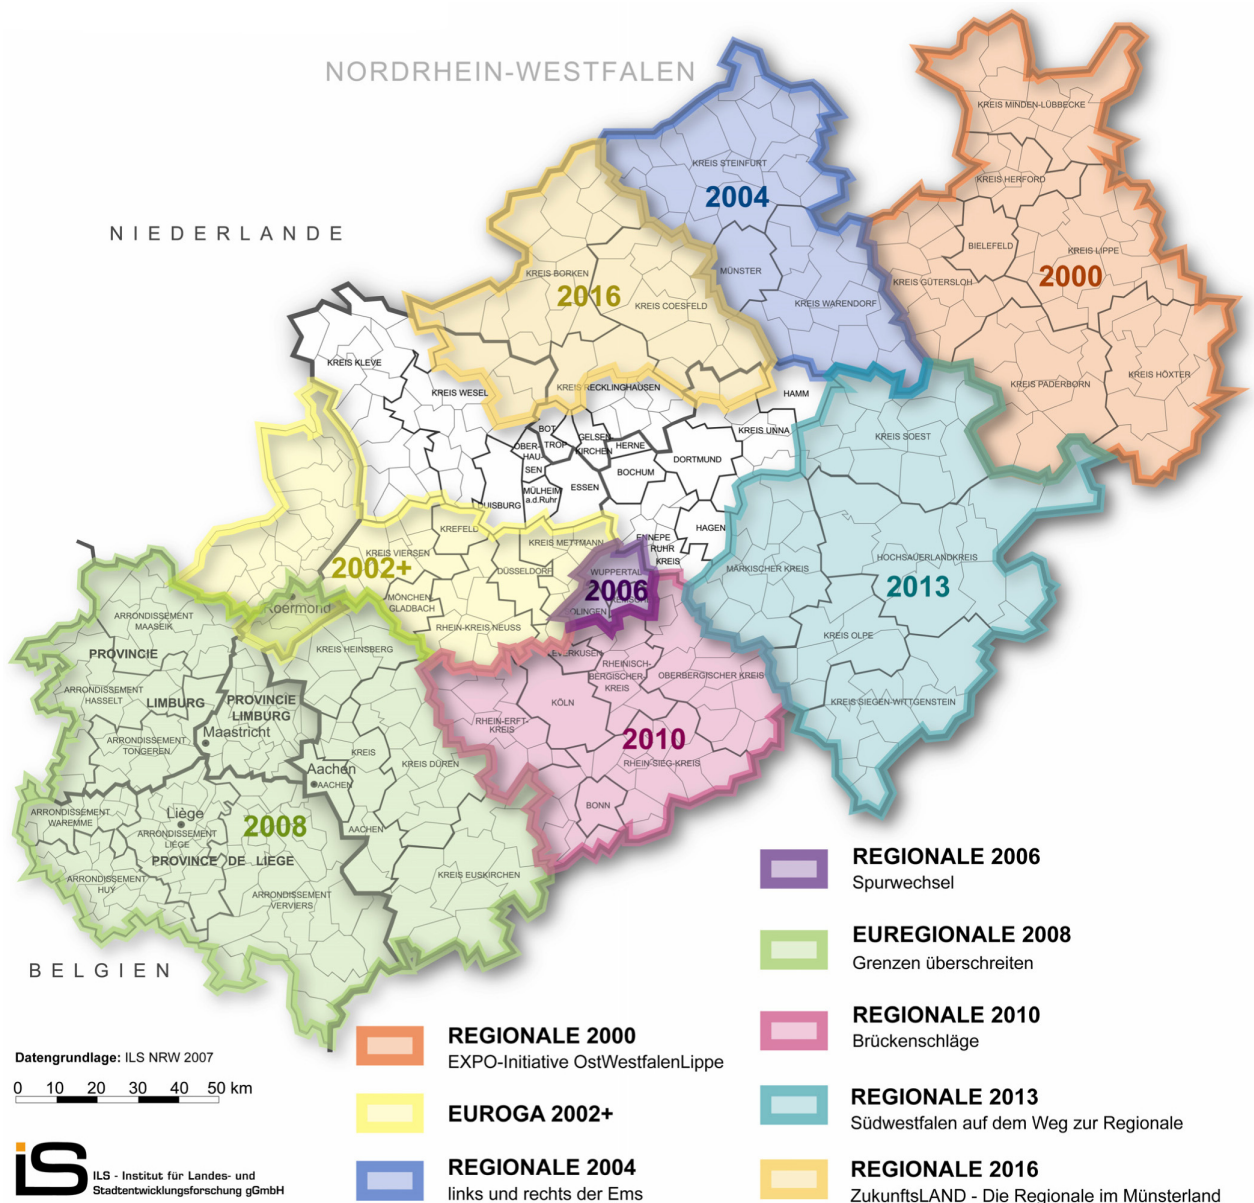 NORDRHEIN-WESTFALEN
NIEDERLANDE
BELGIEN
KREIS MINDEN-LÜBBECKE
KREIS HERFORD
BIELEFELD
KREIS LIPPE
2000
KREIS GÜTERSLOH
KREIS PADERBORN
KREIS HÖXTER
KREIS STEINFURT
2004
MÜNSTER
KREIS WARENDORF
KREIS BORKEN
2016
KREIS COESFELD
KREIS RECKLINGHAUSEN
KREIS KLEVE
KREIS WESEL
HAMM
KREIS UNNA
BOT
TROP
GELSEN
KIRCHEN
HERNE
OBER-
HAU-
SEN
BOCHUM
DORTMUND
MÜLHEIM
a.d.Ruhr
ESSEN
DUISBURG
HAGEN
ENNEPE
RUHR
KREIS
KREFELD
KREIS VIERSEN
2002+
KREIS METTMANN
DÜSSELDORF
MÖNCHEN-
GLADBACH
RHEIN-KREIS NEUSS
WUPPERTAL
2006
KREIS SOEST
HOCHSAUERLANDKREIS
MÄRKISCHER KREIS
2013
KREIS OLPE
KREIS SIEGEN-WITTGENSTEIN
LEVERKUSEN
RHEINISCH-
BERGISCHER
KREIS
OBERBERGISCHER KREIS
KÖLN
RHEIN-ERFT-
KREIS
2010
RHEIN-SIEG-KREIS
BONN
Roermond
ARRONDISSEMENT
MAASEIK
KREIS HEINSBERG
PROVINCIE
LIMBURG
ARRONDISSEMENT
HASSELT
PROVINCIE
LIMBURG
Maastricht
ARRONDISSEMENT
TONGEREN
KREIS
AACHEN
Aachen
AACHEN
KREIS DÜREN
ARRONDISSEMENT
WAREMME
Liège
ARRONDISSEMENT
LIÈGE
2008
PROVINCE DE LIEGE
ARRONDISSEMENT
HUY
ARRONDISSEMENT
VERVIERS
KREIS EUSKIRCHEN
Datengrundlage: ILS NRW 2007
0 10 20 30 40 50 km
iLS
ILS - Institut für Landes- und
Stadtentwicklungsforschung gGmbH
REGIONALE 2000
EXPO-Initiative OstWestfalenLippe
EUROGA 2002+
REGIONALE 2004
links und rechts der Ems
REGIONALE 2006
Spurwechsel
EUREGIONALE 2008
Grenzen überschreiten
REGIONALE 2010
Brückenschläge
REGIONALE 2013
Südwestfalen auf dem Weg zur Regionale
REGIONALE 2016
ZukunftsLAND - Die Regionale im Münsterland